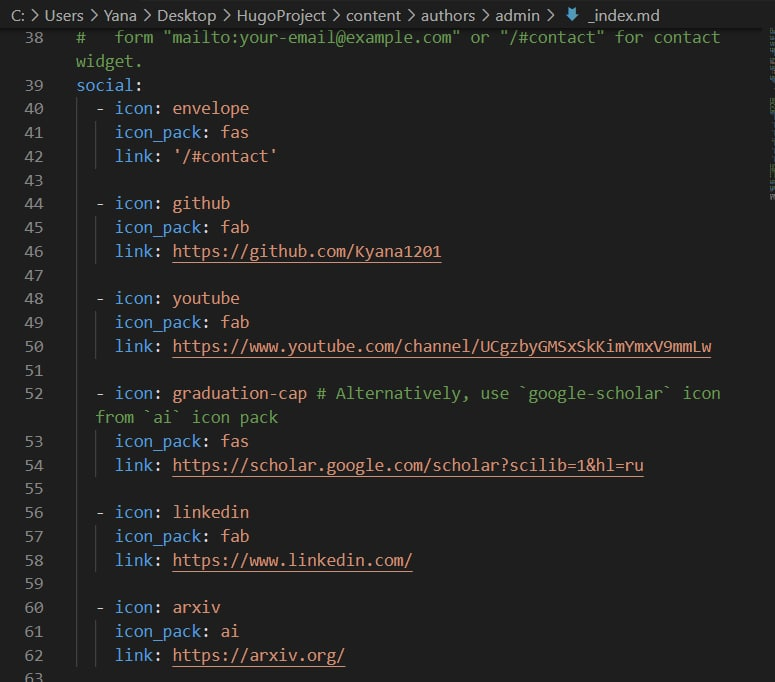 C: > Users > Yana > Desktop > HugoProject > content > authors > admin > _index.md
38 #   form "mailto:your-email@example.com" or "/#contact" for contact
widget.
39 social:
40   - icon: envelope
41     icon_pack: fas
42     link: '/#contact'
43
44   - icon: github
45     icon_pack: fab
46     link: https://github.com/Kyana1201
47
48   - icon: youtube
49     icon_pack: fab
50     link: https://www.youtube.com/channel/UCgzbyGMSxSkKimYmxV9mmLw
51
52   - icon: graduation-cap # Alternatively, use `google-scholar` icon
from `ai` icon pack
53     icon_pack: fas
54     link: https://scholar.google.com/scholar?scilib=1&hl=ru
55
56   - icon: linkedin
57     icon_pack: fab
58     link: https://www.linkedin.com/
59
60   - icon: arxiv
61     icon_pack: ai
62     link: https://arxiv.org/
63